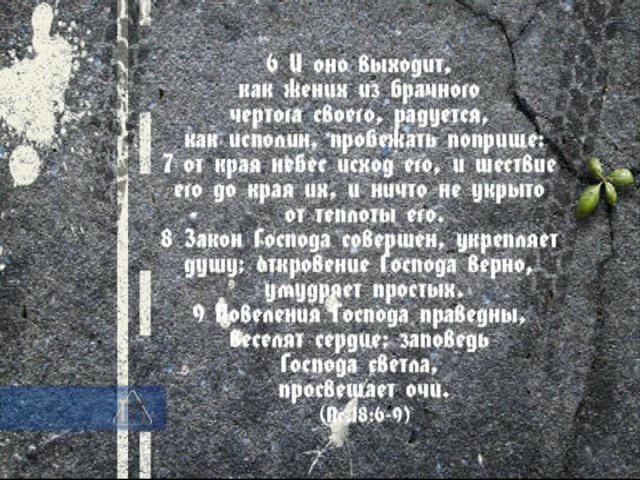 6 И оно выходит,
как жених из брачного
чертога своего, радуется,
как исполин, пробежать поприще:
7 от края небес исход его, и шествие
его до края их, и ничто не укрыто
от теплоты его.
8 Закон Господа совершен, укрепляет
душу; откровение Господа верно,
умудряет простых.
9 Повеления Господа праведны,
веселят сердце; заповедь
Господа светла,
просвещает очи.
(Пс.18:6-9)